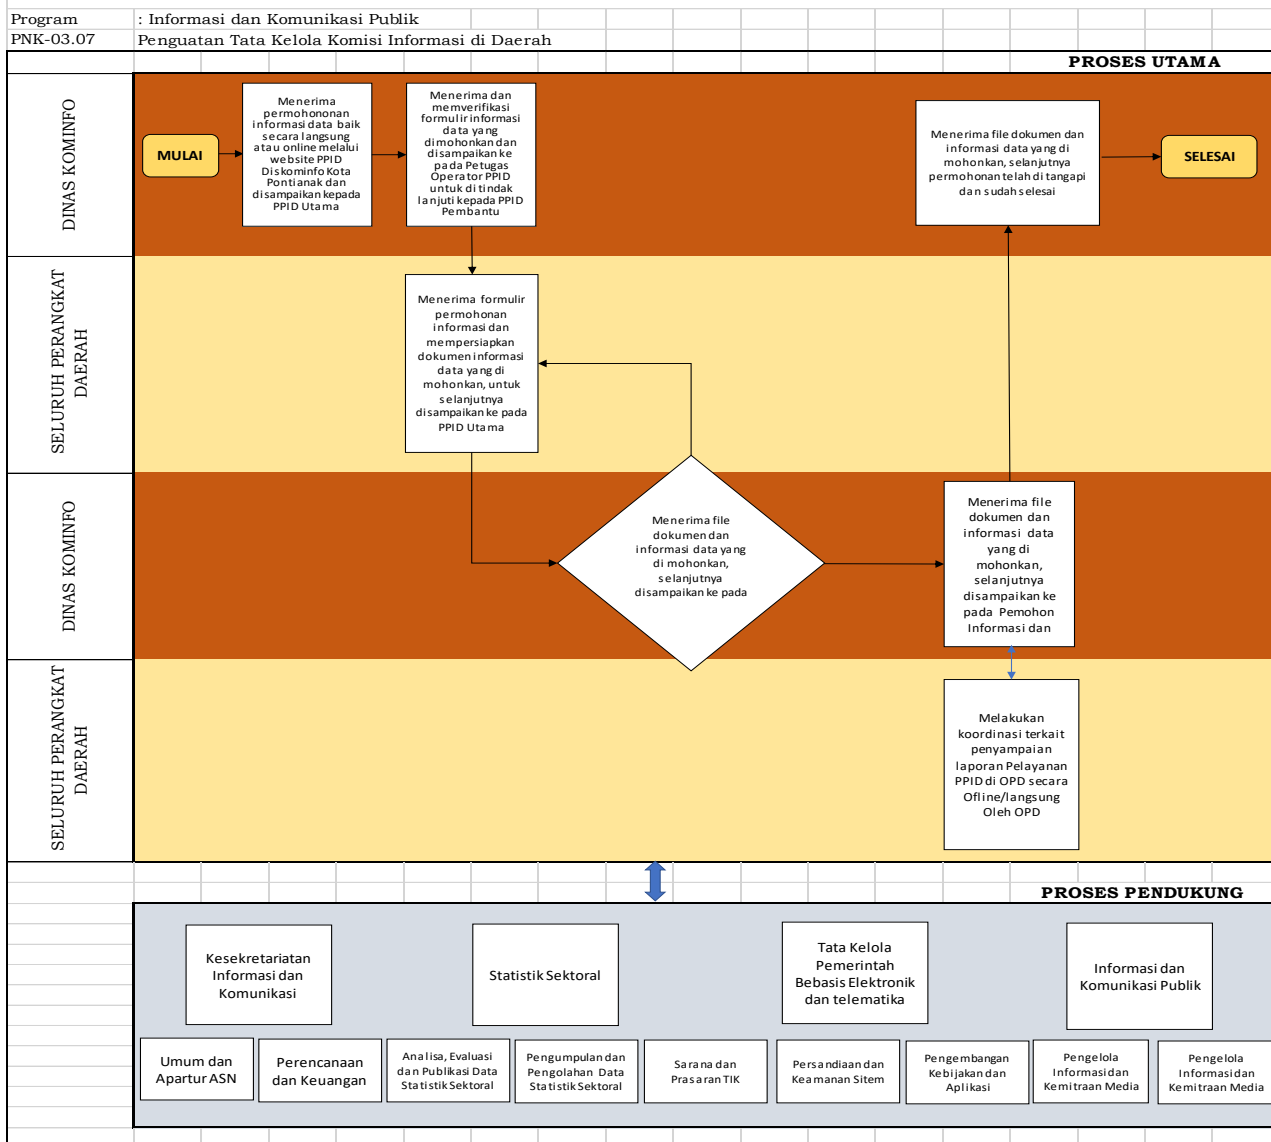 Program : Informasi dan Komunikasi Publik
PNK-03.07 Penguatan Tata Kelola Komisi Informasi di Daerah
PROSES UTAMA
DINAS KOMINFO
MULAI
Menerima
permohononan
informasi data baik
secara langsung
atau online melalui
website PPID
Diskominfo Kota
Pontianak dan
disampaikan kepada
PPID Utama
Menerima dan
memverifikasi
formulir informasi
data yang
dimohonkan dan
disampaikan ke
pada Petugas
Operator PPID
untuk di tindak
lanjuti kepada PPID
Pembantu
Menerima file dokumen dan
informasi data yang di
mohonkan, selanjutnya
permohonan telah di tangapi
dan sudah selesai
SELESAI
SELURUH PERANGKAT
DAERAH
Menerima formulir
permohonan
informasi dan
mempersiapkan
dokumen informasi
data yang di
mohonkan, untuk
selanjutnya
disampaikan ke pada
PPID Utama
DINAS KOMINFO
Menerima file
dokumen dan
informasi data yang
di mohonkan,
selanjutnya
disampaikan ke pada
Menerima file
dokumen dan
informasi data
yang di
mohonkan,
selanjutnya
disampaikan ke
pada Pemohon
Informasi dan
SELURUH PERANGKAT
DAERAH
Melakukan
koordinasi terkait
penyampaian
laporan Pelayanan
PPID di OPD secara
Ofline/langsung
Oleh OPD
PROSES PENDUKUNG
Kesekretariatan
Informasi dan
Komunikasi
Statistik Sektoral
Tata Kelola
Pemerintah
Bebasis Elektronik
dan telematika
Informasi dan
Komunikasi Publik
Umum dan
Apartur ASN
Perencanaan
dan Keuangan
Analisa, Evaluasi
dan Publikasi Data
Statistik Sektoral
Pengumpulan dan
Pengolahan Data
Statistik Sektoral
Sarana dan
Prasaran TIK
Persandiaan dan
Keamanan Sitem
Pengembangan
Kebijakan dan
Aplikasi
Pengelola
Informasi dan
Kemitraan Media
Pengelola
Informasi dan
Kemitraan Media